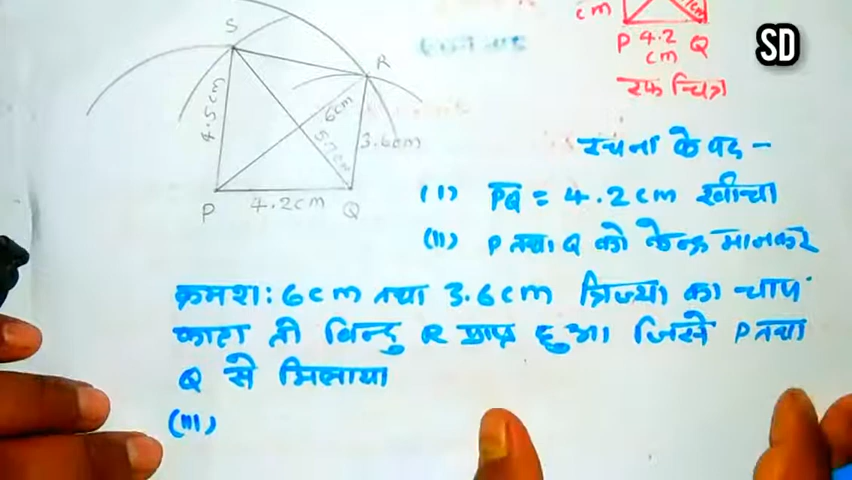 SD
cm
P 4.2 Q
cm
रफ चित्र
S
R
4.5cm
6cm
5.7cm
3.6cm
P 4.2cm Q
रचना के पद -
(I) PQ = 4.2cm खींचा
(II) P तथा Q को केन्द्र मानकर
क्रमश: 6cm तथा 3.6cm त्रिज्या का चाप
काटा तो बिन्दु R प्राप्त हुआ जिसे P तथा
Q से मिलाया
(III)